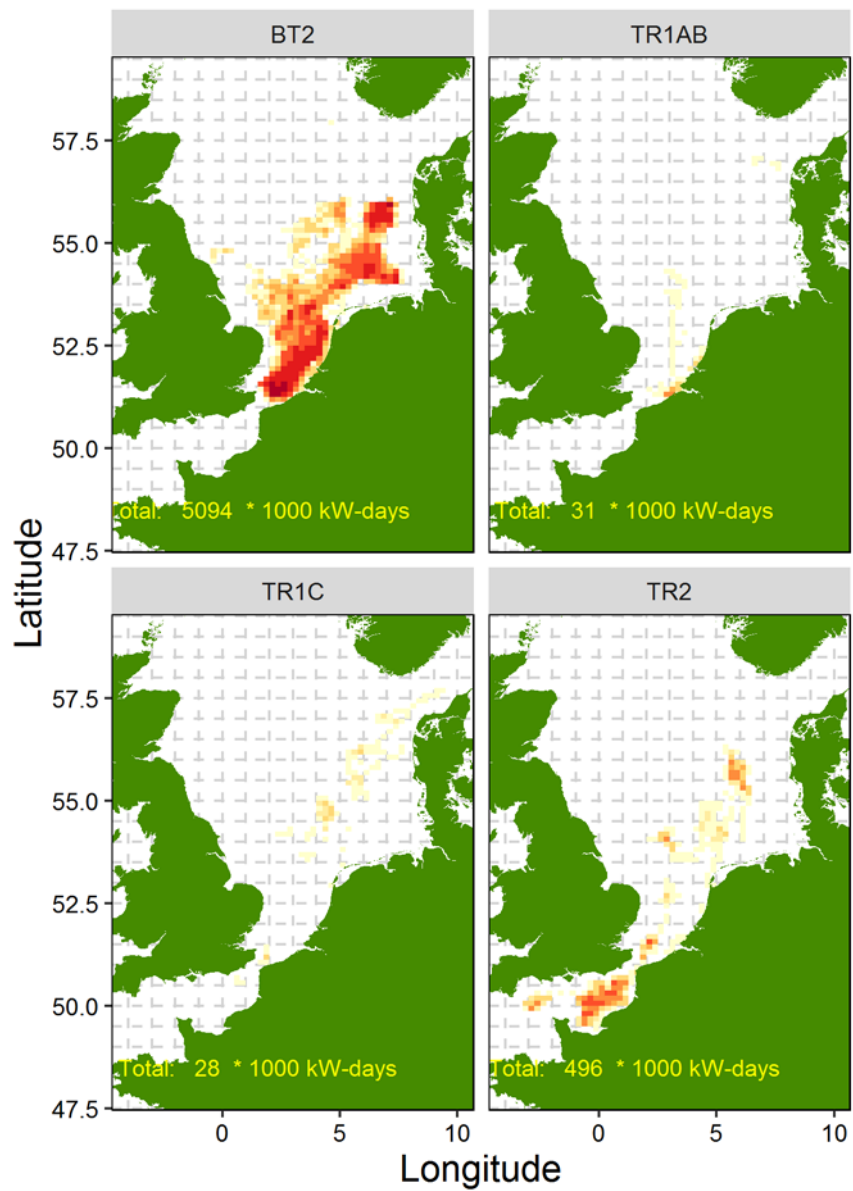 BT2
TR1AB
57.5
55.0
52.5
50.0
47.5
Total: 5094 * 1000 kW-days
Total: 31 * 1000 kW-days
Latitude
TR1C
TR2
57.5
55.0
52.5
50.0
47.5
Total: 28 * 1000 kW-days
Total: 496 * 1000 kW-days
0
5
10
0
5
10
Longitude